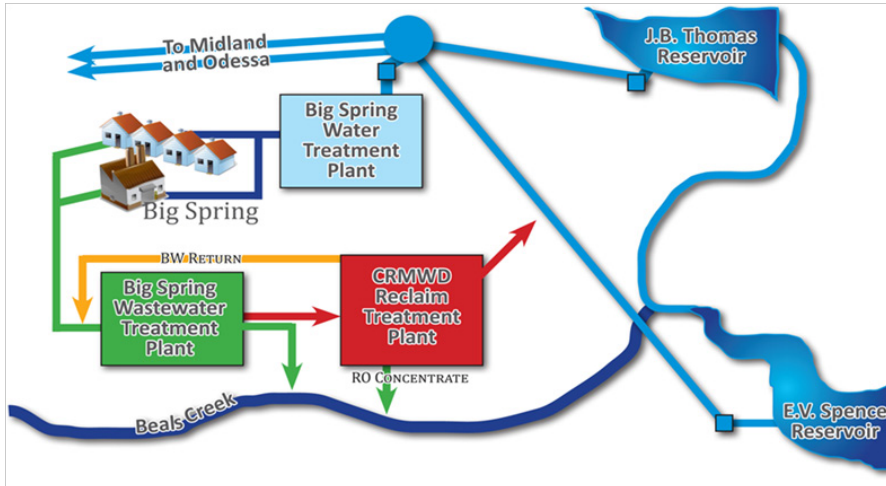 To Midland
and Odessa
J.B. Thomas
Reservoir
Big Spring
Water
Treatment
Plant
Big Spring
BW RETURN
Big Spring
Wastewater
Treatment
Plant
CRMWD
Reclaim
Treatment
Plant
RO CONCENTRATE
Beals Creek
E.V. Spence
Reservoir